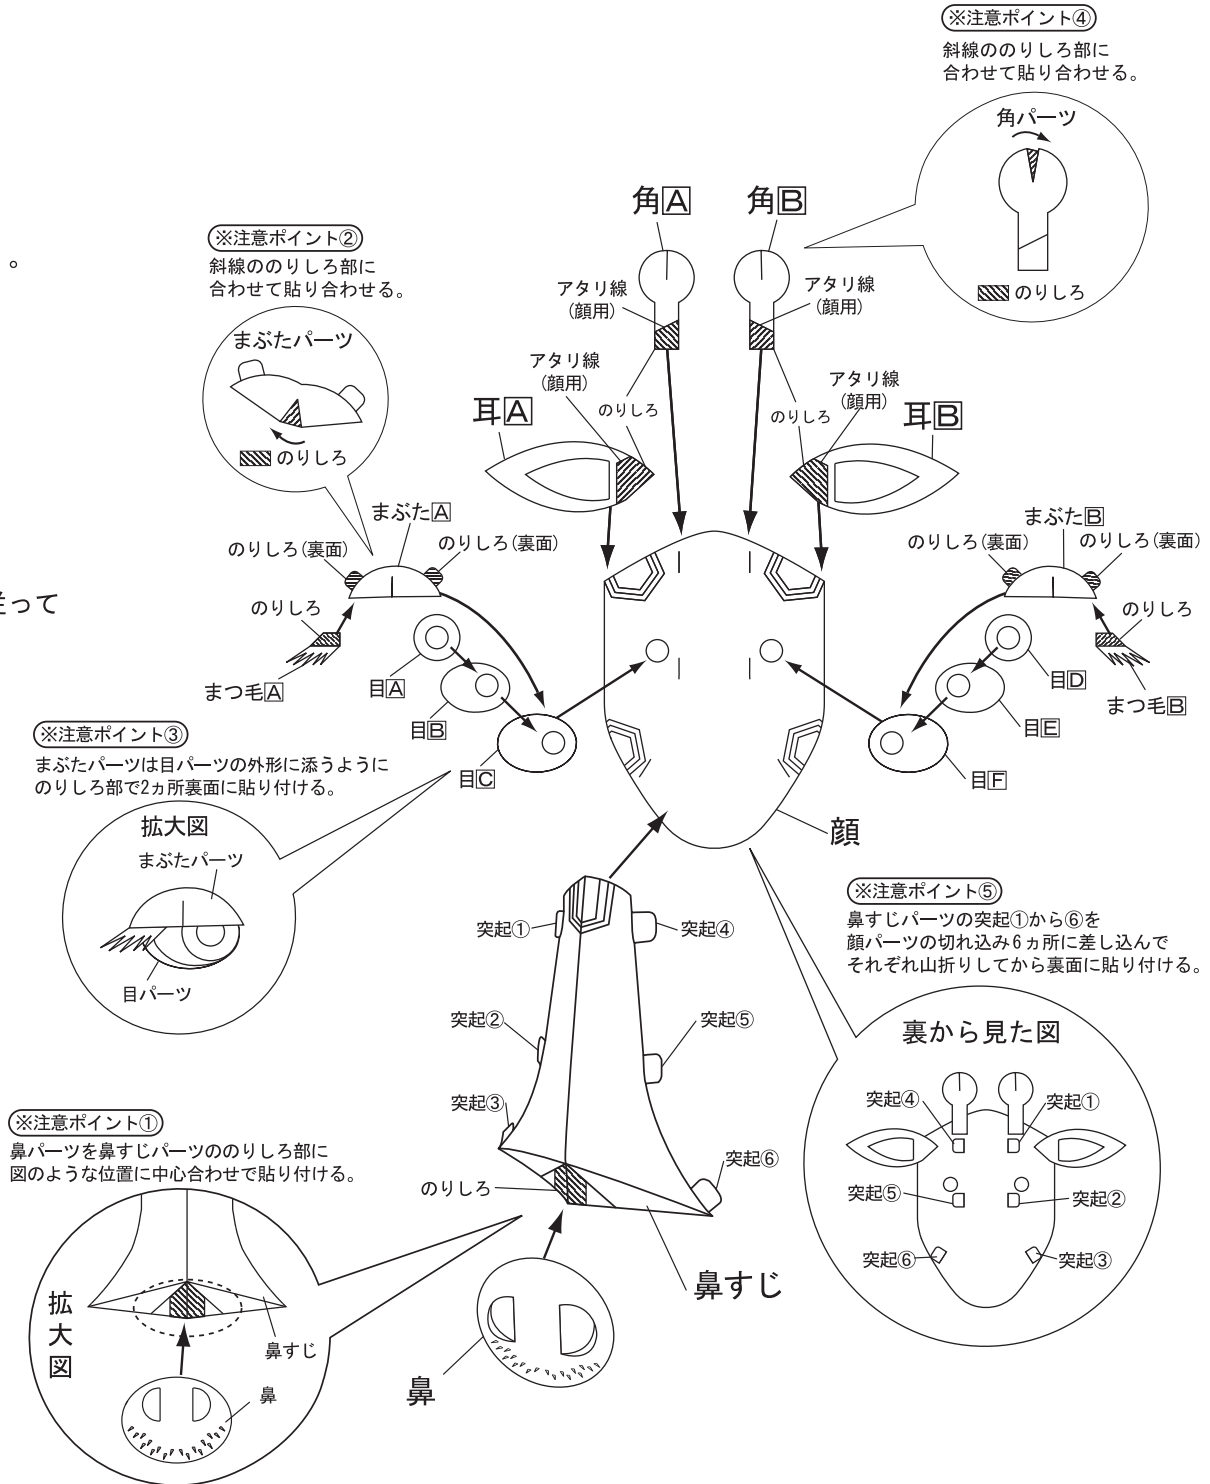 ※注意ポイント④
斜線ののりしろ部に
合わせて貼り合わせる。
角パーツ
のりしろ
角A
角B
※注意ポイント②
斜線ののりしろ部に
合わせて貼り合わせる。
まぶたパーツ
のりしろ
。
アタリ線
(顔用)
アタリ線
(顔用)
アタリ線
(顔用)
のりしろ
アタリ線
(顔用)
のりしろ
耳A
耳B
まぶたA
のりしろ(裏面)
のりしろ(裏面)
のりしろ
まつ毛A
目A
目B
目C
まぶたB
のりしろ(裏面)
のりしろ(裏面)
のりしろ
まつ毛B
目D
目E
目F
って
※注意ポイント③
まぶたパーツは目パーツの外形に添うように
のりしろ部で2ヵ所裏面に貼り付ける。
拡大図
まぶたパーツ
目パーツ
顔
突起①
突起④
突起②
突起⑤
突起③
突起⑥
のりしろ
鼻すじ
鼻
※注意ポイント⑤
鼻すじパーツの突起①から⑥を
顔パーツの切れ込み6ヵ所に差し込んで
それぞれ山折りしてから裏面に貼り付ける。
裏から見た図
突起④
突起①
突起⑤
突起②
突起⑥
突起③
※注意ポイント①
鼻パーツを鼻すじパーツののりしろ部に
図のような位置に中心合わせで貼り付ける。
拡大図
鼻すじ
鼻